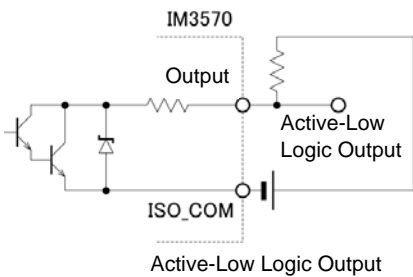 IM3570
Output
Active-Low
Logic Output
ISO_COM
Active-Low Logic Output